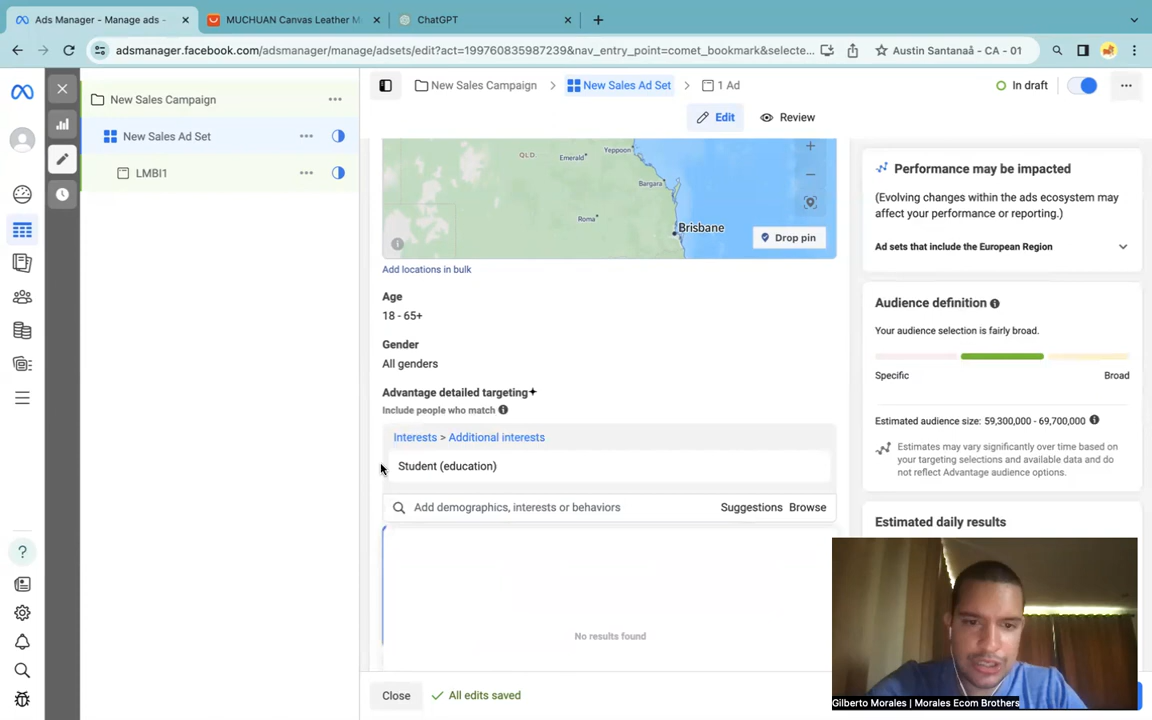 Ads Manager - Manage ads -
MUCHUAN Canvas Leather M
ChatGPT
adsmanager.facebook.com/adsmanager/manage/adsets/edit?act=199760835987239&nav_entry_point=comet_bookmark&selecte...
Austin Santanaå - CA - 01
New Sales Campaign
New Sales Ad Set
LMBI1
New Sales Campaign
New Sales Ad Set
1 Ad
In draft
Edit
Review
QLD
Emerald
Yeppoon
Bargara
Roma
Brisbane
Drop pin
Add locations in bulk
Age
18 - 65+
Gender
All genders
Advantage detailed targeting+
Include people who match
Interests > Additional interests
Student (education)
Add demographics, interests or behaviors
Suggestions
Browse
No results found
Close
All edits saved
Performance may be impacted
(Evolving changes within the ads ecosystem may
affect your performance or reporting.)
Ad sets that include the European Region
Audience definition
Your audience selection is fairly broad.
Specific
Broad
Estimated audience size: 59,300,000 - 69,700,000
Estimates may vary significantly over time based on
your targeting selections and available data and do
not reflect Advantage audience options.
Estimated daily results
Gilberto Morales | Morales Ecom Brothers